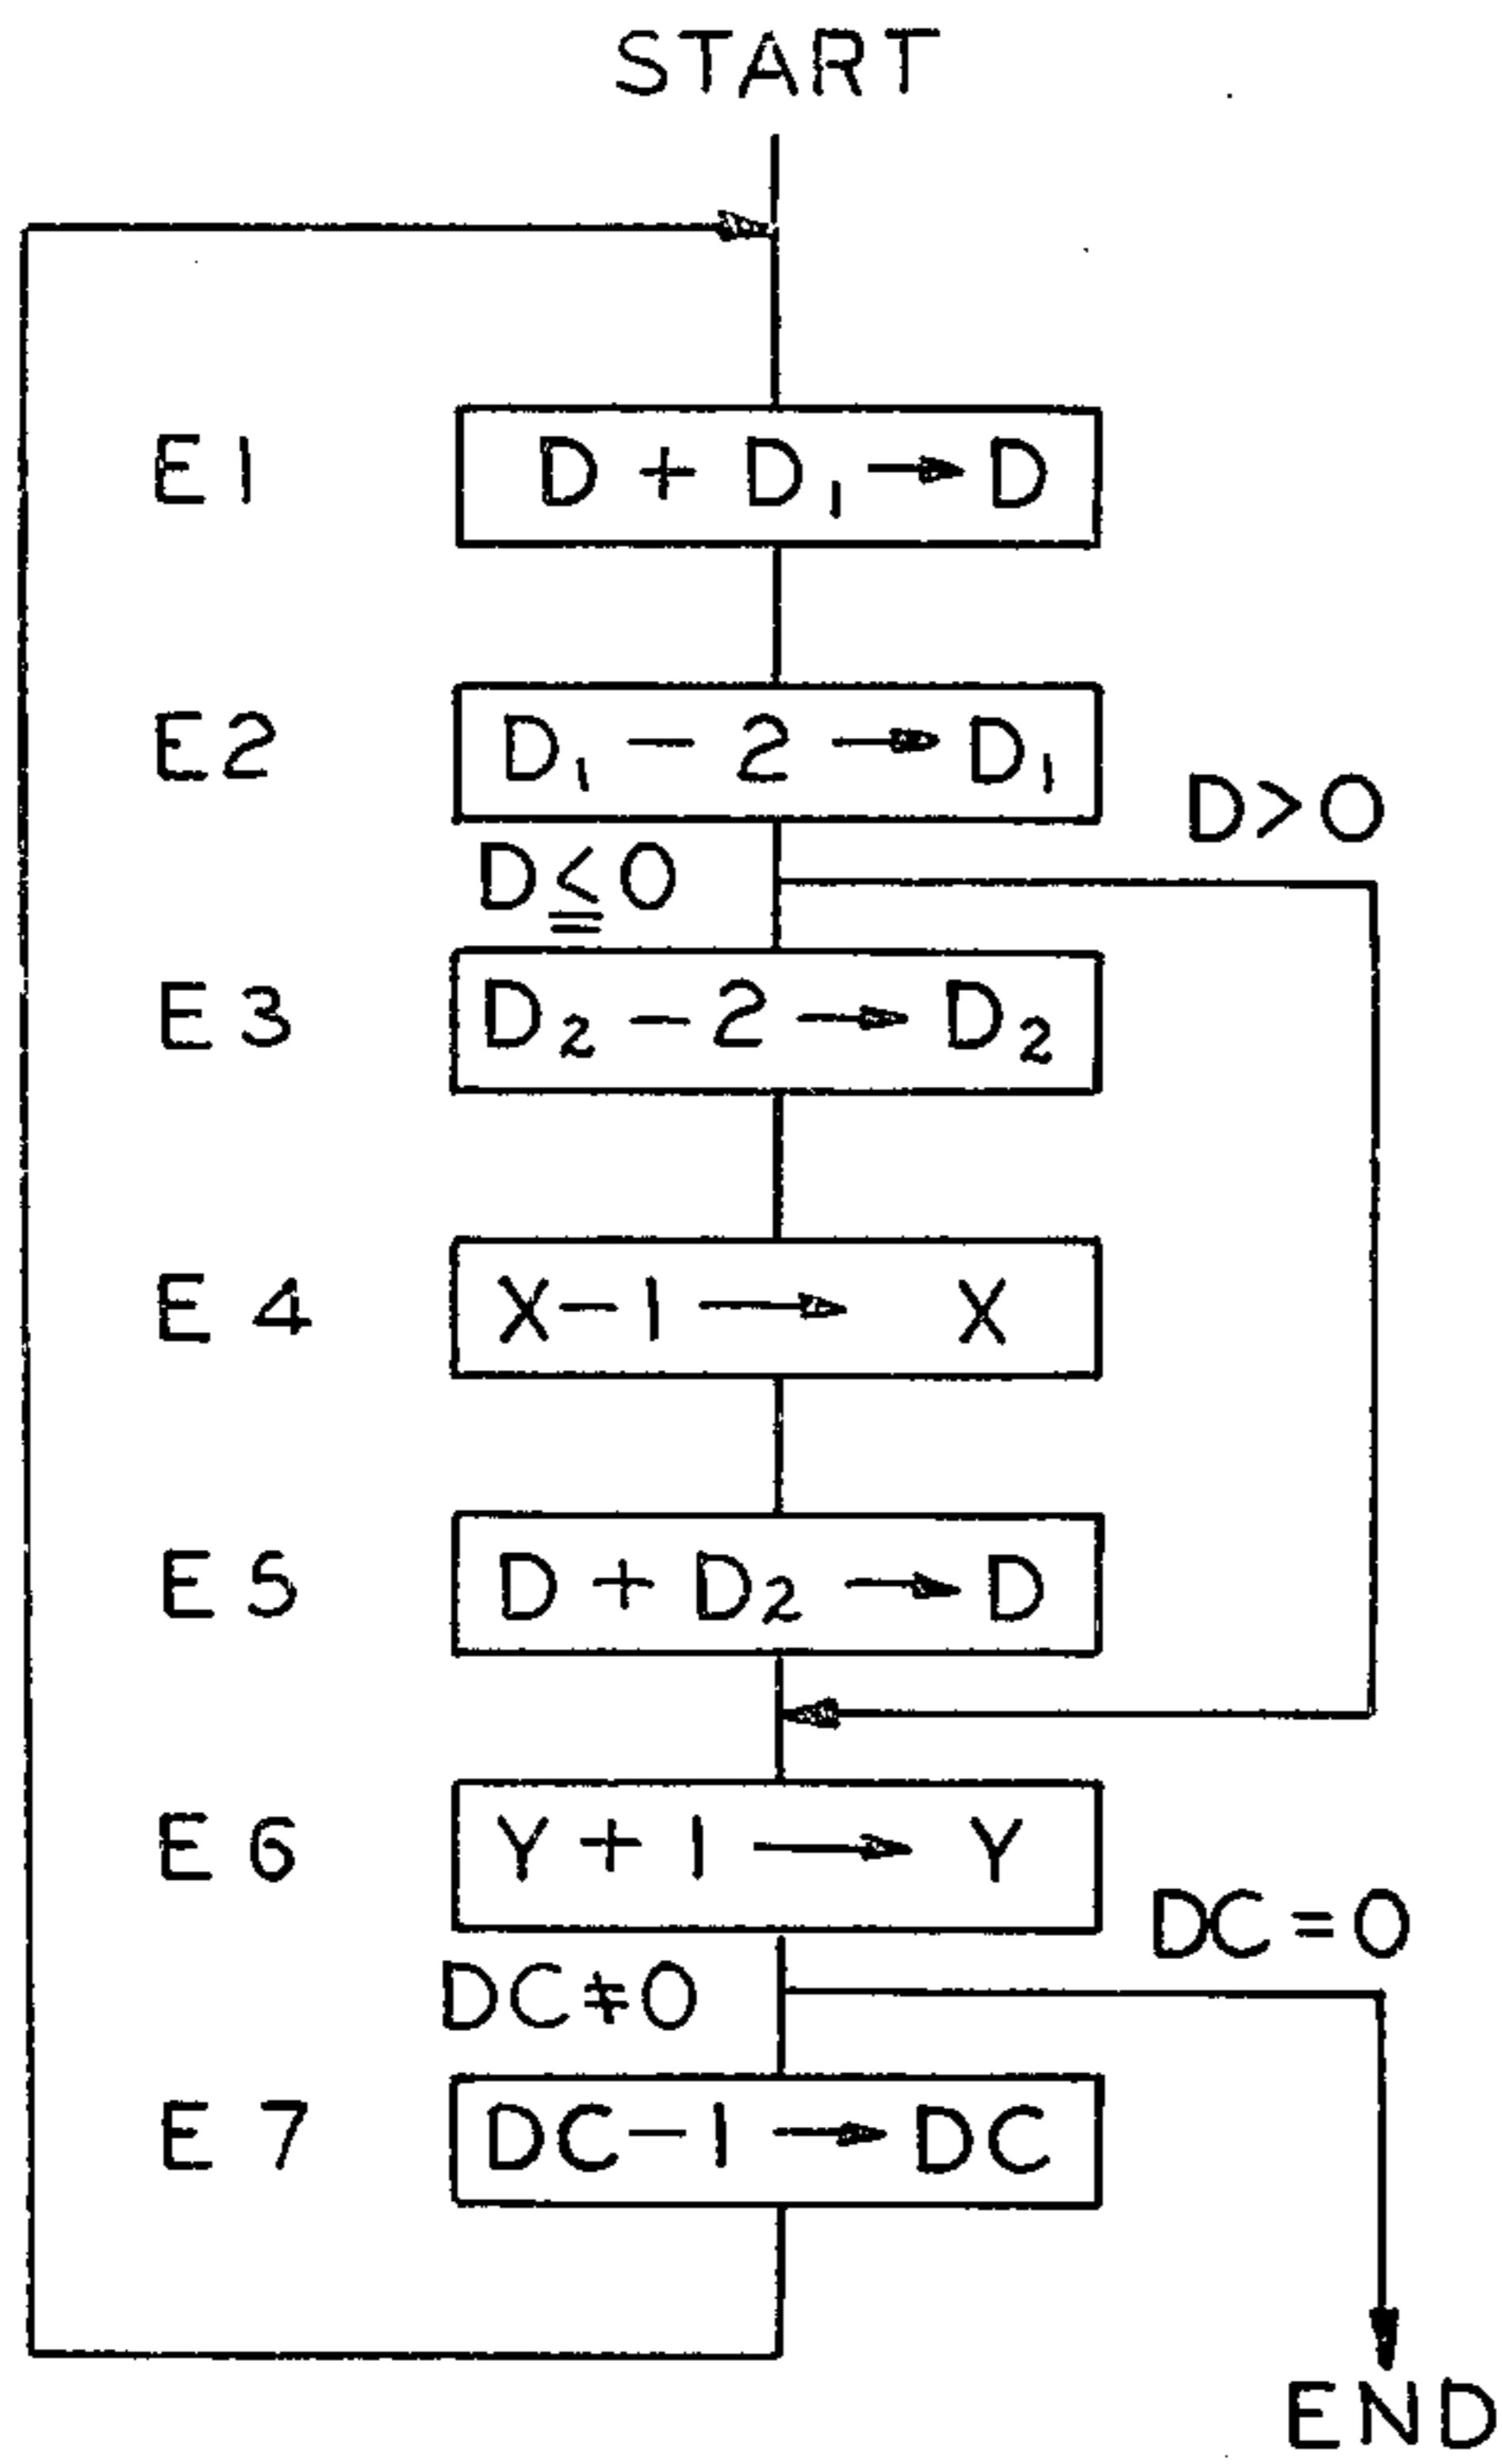 START
E1 D + D₁ → D
E2 D₁ − 2 → D₁
D>0
D≦0
E3 D₂ − 2 → D₂
E4 X − 1 → X
E5 D + D₂ → D
E6 Y + 1 → Y
DC=0
DC≠0
E7 DC − 1 → DC
END